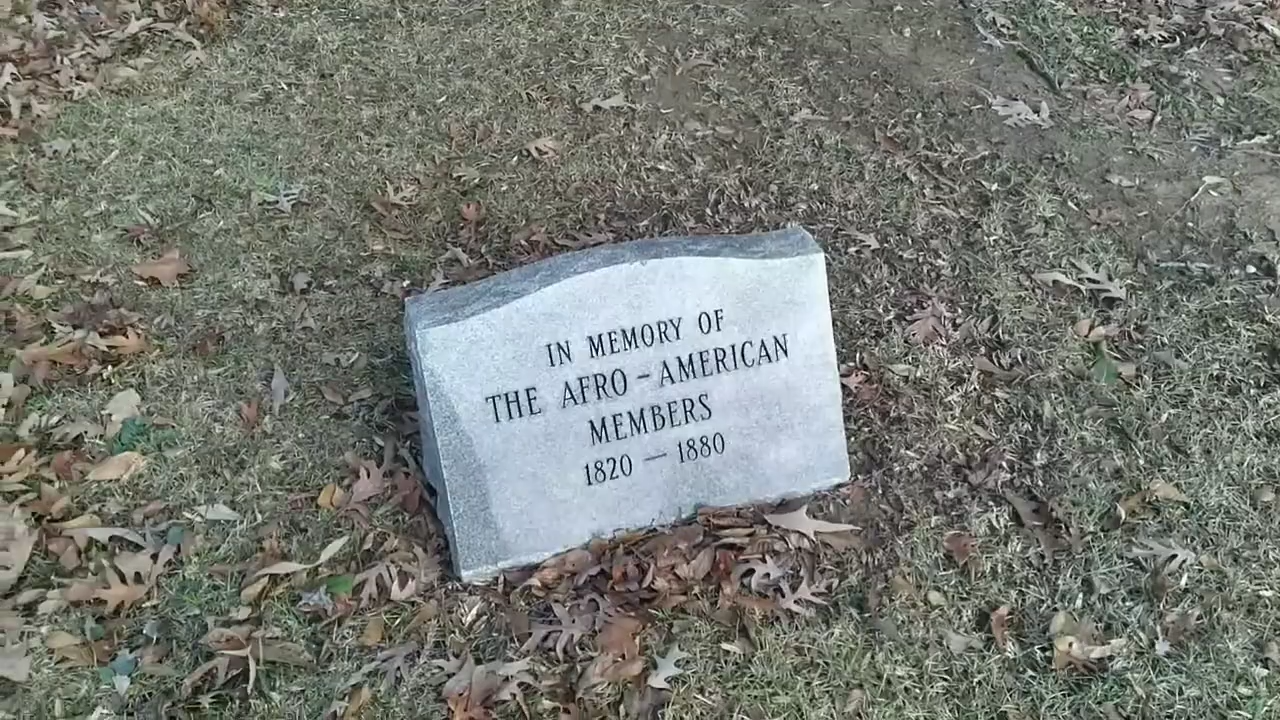 IN MEMORY OF
THE AFRO-AMERICAN
MEMBERS
1820 — 1880